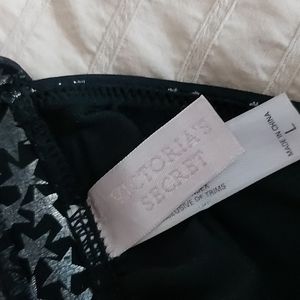 VICTORIA'S
SECRET
EXCLUSIVE OF TRIMS
MADE IN CHINA
L